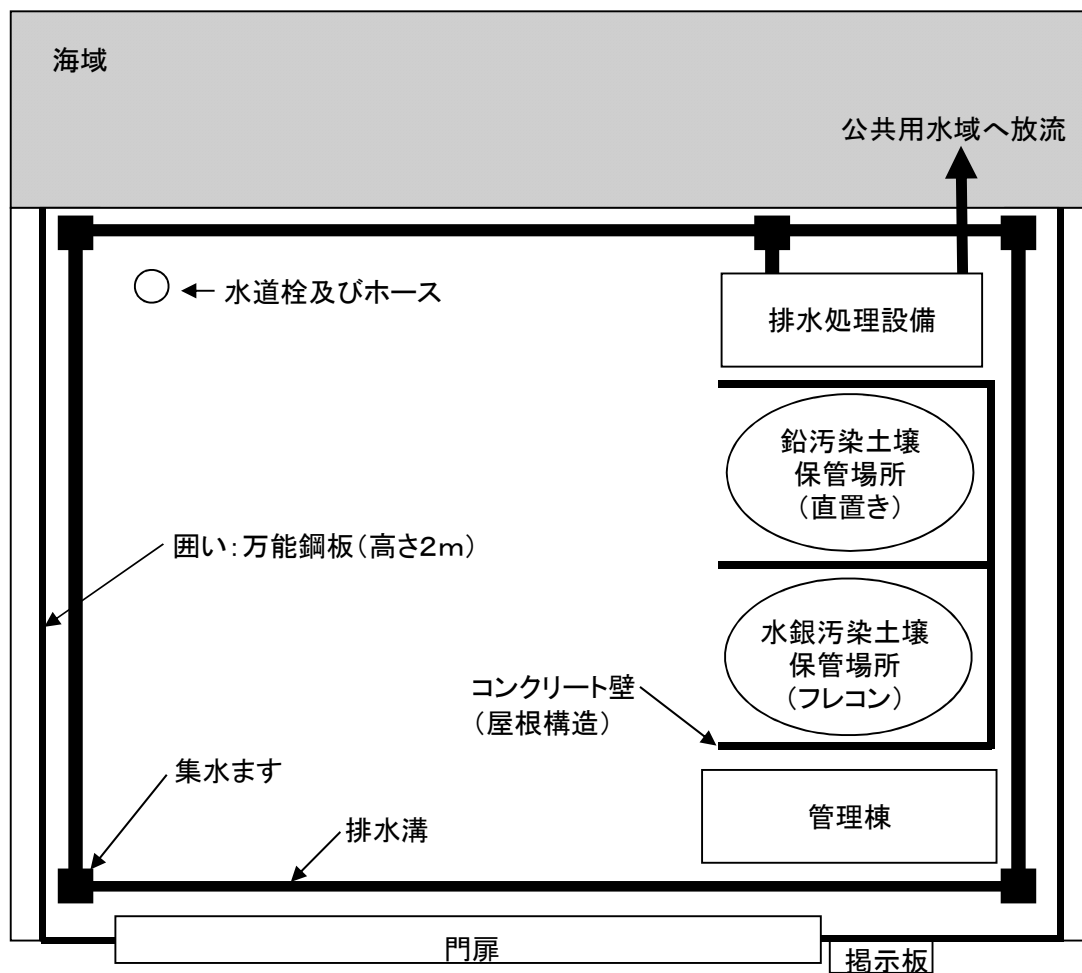 海域
公共用水域へ放流
← 水道栓及びホース
排水処理設備
鉛汚染土壌
保管場所
(直置き)
囲い:万能鋼板(高さ2m)
水銀汚染土壌
保管場所
(フレコン)
コンクリート壁
(屋根構造)
集水ます
排水溝
管理棟
門扉
掲示板